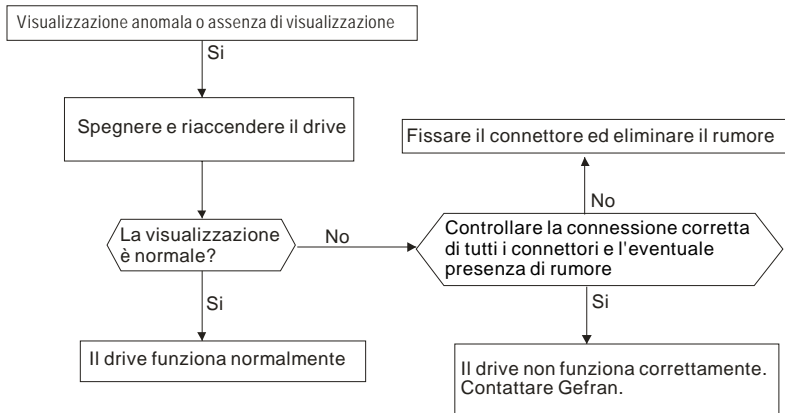 Visualizzazione anomala o assenza di visualizzazione
Si
Spegnere e riaccendere il drive
Fissare il connettore ed eliminare il rumore
No
La visualizzazione
è normale?
No
Controllare la connessione corretta
di tutti i connettori e l'eventuale
presenza di rumore
Si
Si
Il drive funziona normalmente
Il drive non funziona correttamente.
Contattare Gefran.